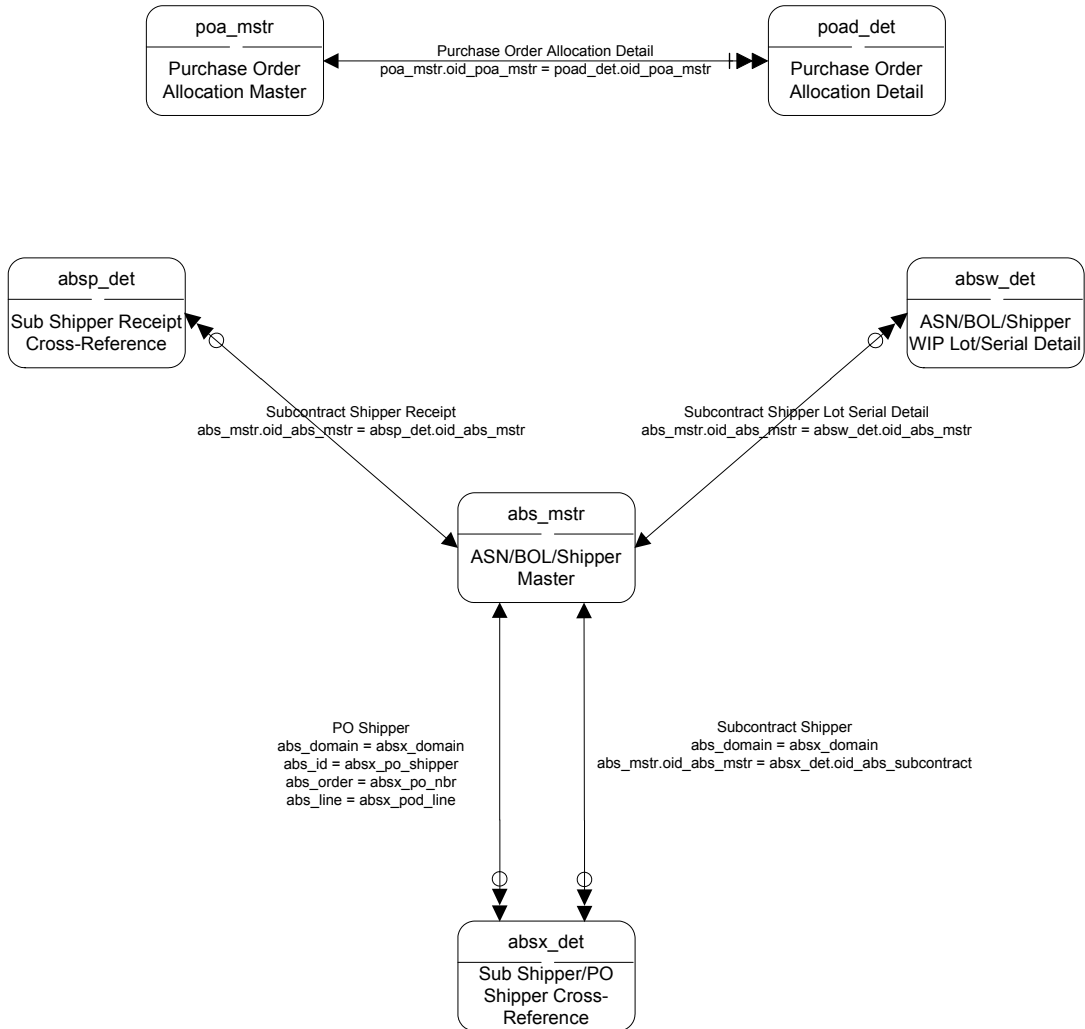 poa_mstr
Purchase Order
Allocation Master
Purchase Order Allocation Detail
poa_mstr.oid_poa_mstr = poad_det.oid_poa_mstr
poad_det
Purchase Order
Allocation Detail
absp_det
Sub Shipper Receipt
Cross-Reference
absw_det
ASN/BOL/Shipper
WIP Lot/Serial Detail
Subcontract Shipper Receipt
abs_mstr.oid_abs_mstr = absp_det.oid_abs_mstr
Subcontract Shipper Lot Serial Detail
abs_mstr.oid_abs_mstr = absw_det.oid_abs_mstr
abs_mstr
ASN/BOL/Shipper
Master
PO Shipper
abs_domain = absx_domain
abs_id = absx_po_shipper
abs_order = absx_po_nbr
abs_line = absx_pod_line
Subcontract Shipper
abs_domain = absx_domain
abs_mstr.oid_abs_mstr = absx_det.oid_abs_subcontract
absx_det
Sub Shipper/PO
Shipper Cross-
Reference